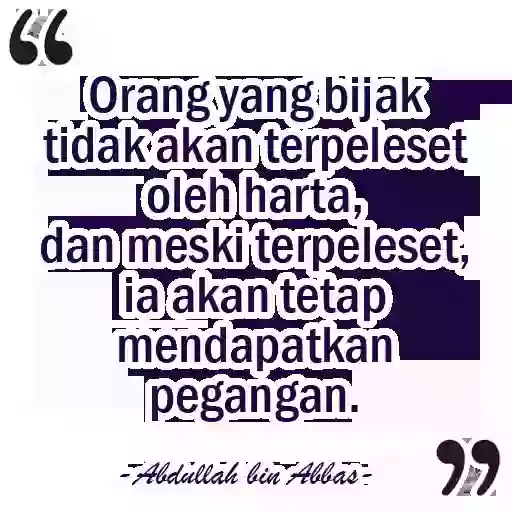 “
Orang yang bijak
tidak akan terpeleset
oleh harta,
dan meski terpeleset,
ia akan tetap
mendapatkan
pegangan.
”
-Abdullah bin Abbas-